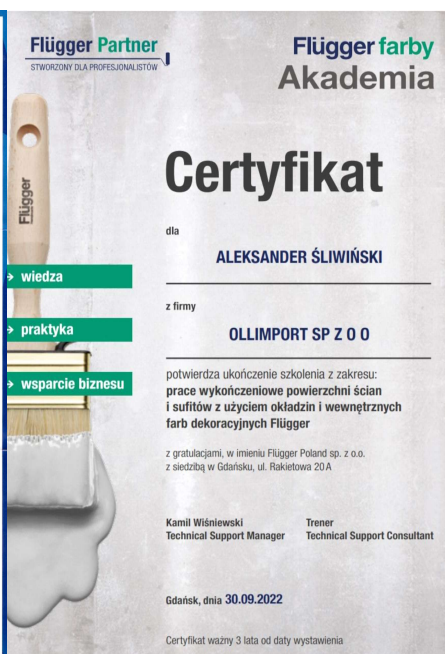 Flügger Partner
STWORZONY DLA PROFESJONALISTÓW
Flügger farby
Akademia
Flügger
Certyfikat
dla
ALEKSANDER ŚLIWIŃSKI
→ wiedza
z firmy
→ praktyka
OLLIMPORT SP Z O O
→ wsparcie biznesu
potwierdza ukończenie szkolenia z zakresu:
prace wykończeniowe powierzchni ścian
i sufitów z użyciem okładzin i wewnętrznych
farb dekoracyjnych Flügger
z gratulacjami, w imieniu Flügger Poland sp. z o.o.
z siedzibą w Gdańsku, ul. Rakietowa 20 A
Kamil Wiśniewski
Technical Support Manager
Trener
Technical Support Consultant
Gdańsk, dnia 30.09.2022
Certyfikat ważny 3 lata od daty wystawienia